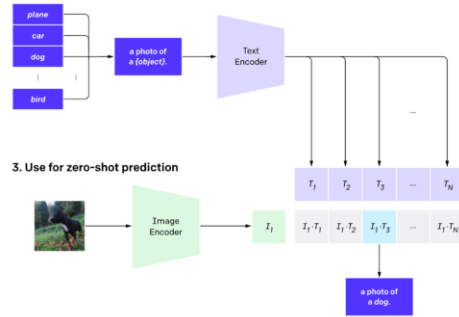 plane
car
dog
⋮
bird
a photo of
a {object}.
Text
Encoder
...
3. Use for zero-shot prediction
T1 T2 T3 ... TN
Image
Encoder
I1
I1·T1 I1·T2 I1·T3 ... I1·TN
a photo of
a dog.